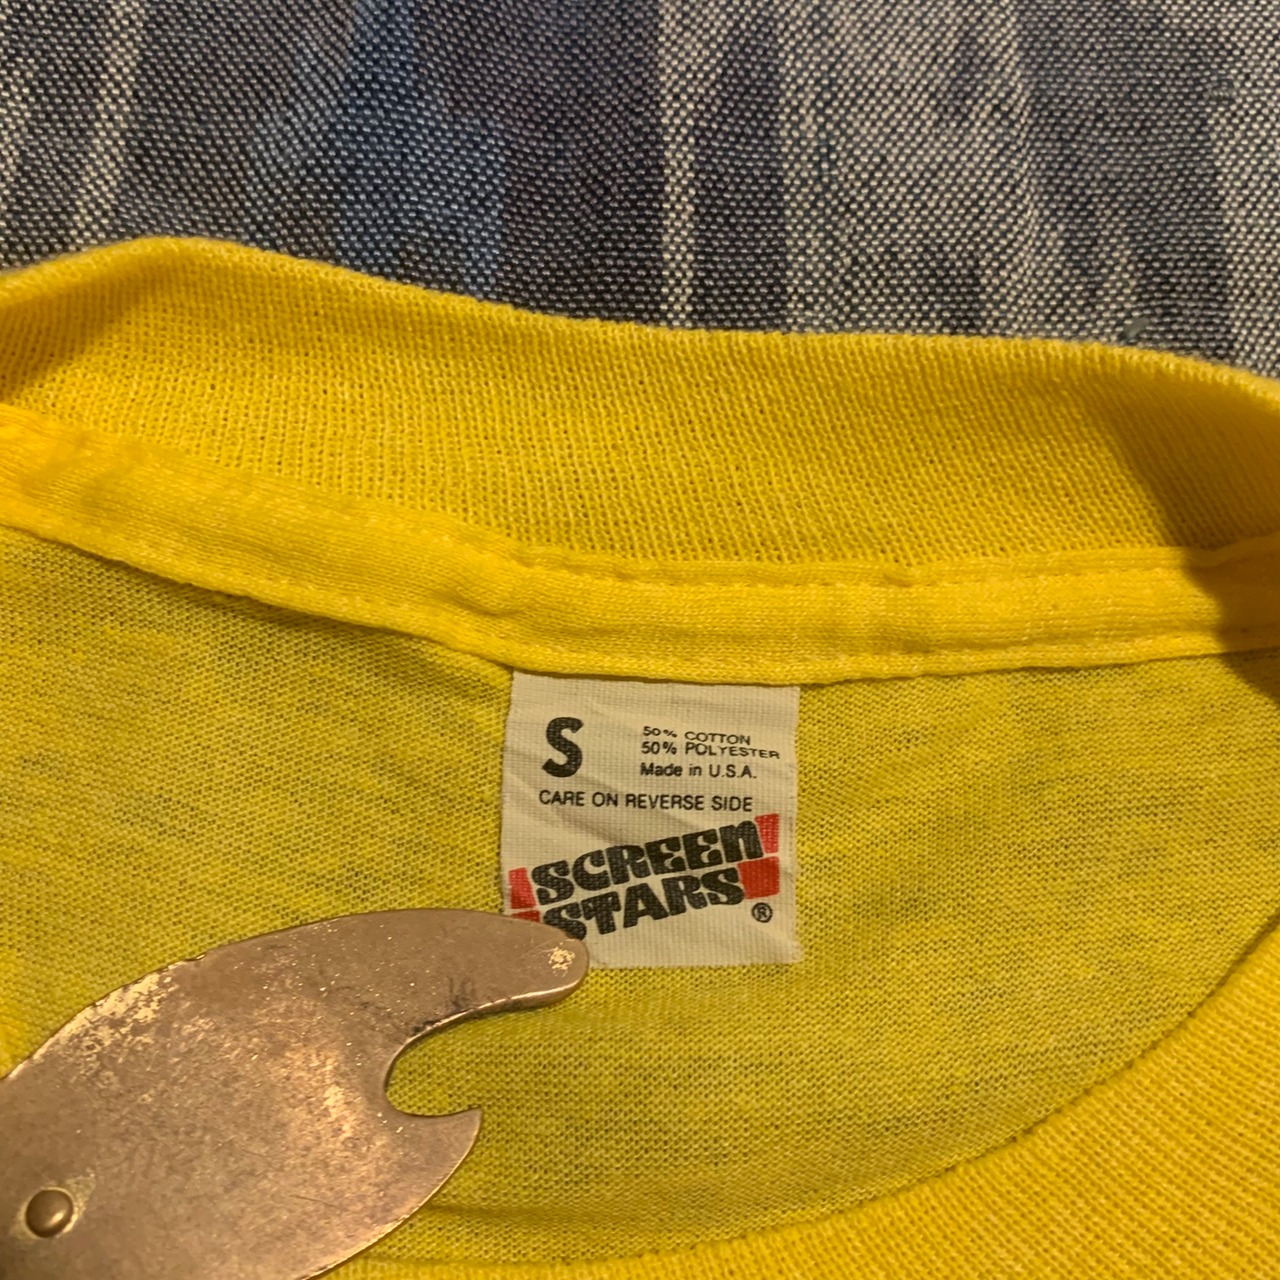 S
50% COTTON
50% POLYESTER
Made in U.S.A.
CARE ON REVERSE SIDE
SCREEN
STARS
®